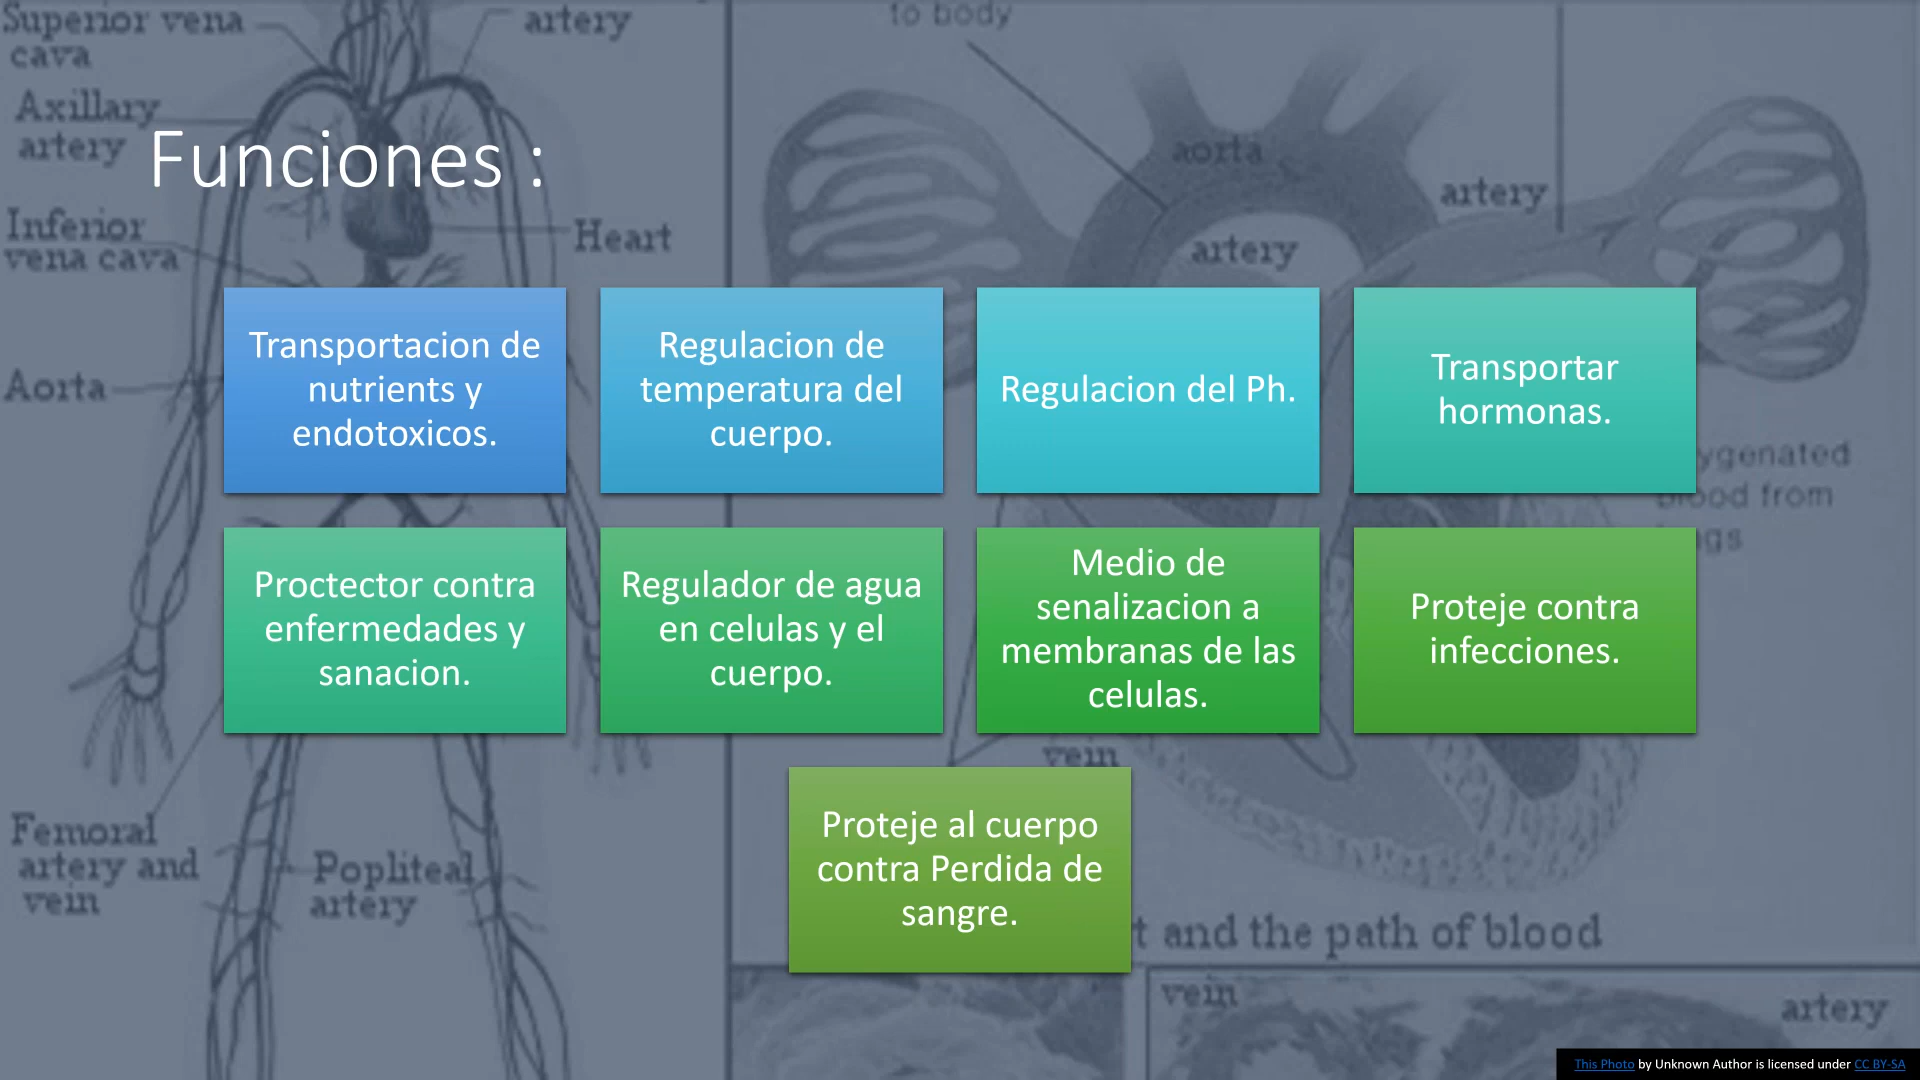 Superior vena
cava
artery
to body
Axillary
artery
Funciones :
aorta
artery
Inferior
vena cava
Heart
artery
Aorta
Transportacion de
nutrients y
endotoxicos.
Regulacion de
temperatura del
cuerpo.
Regulacion del Ph.
Transportar
hormonas.
ygenated
blood from
gs
Proctector contra
enfermedades y
sanacion.
Regulador de agua
en celulas y el
cuerpo.
Medio de
senalizacion a
membranas de las
celulas.
Proteje contra
infecciones.
vein
Proteje al cuerpo
contra Perdida de
sangre.
Femoral
artery and
vein
Popliteal
artery
t and the path of blood
vein
artery
This Photo by Unknown Author is licensed under CC BY-SA